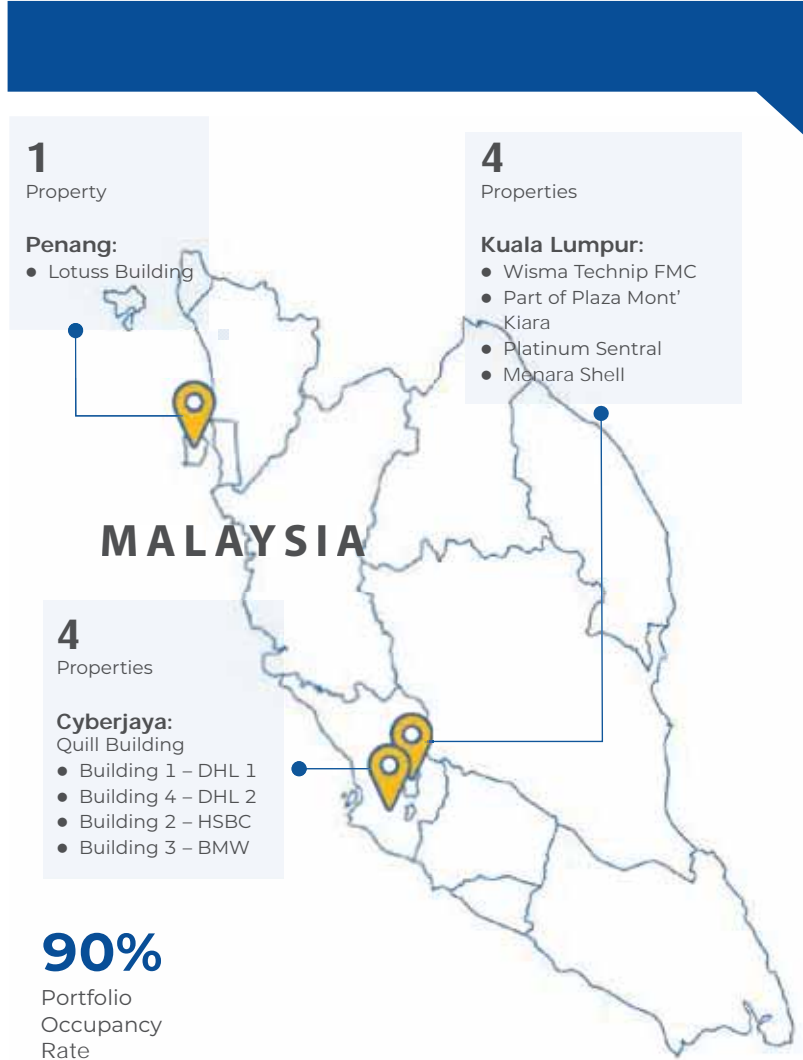 1
Property
Penang:
● Lotuss Building
4
Properties
Kuala Lumpur:
● Wisma Technip FMC
● Part of Plaza Mont'
Kiara
● Platinum Sentral
● Menara Shell
MALAYSIA
4
Properties
Cyberjaya:
Quill Building
● Building 1 – DHL 1
● Building 4 – DHL 2
● Building 2 – HSBC
● Building 3 – BMW
90%
Portfolio
Occupancy
Rate